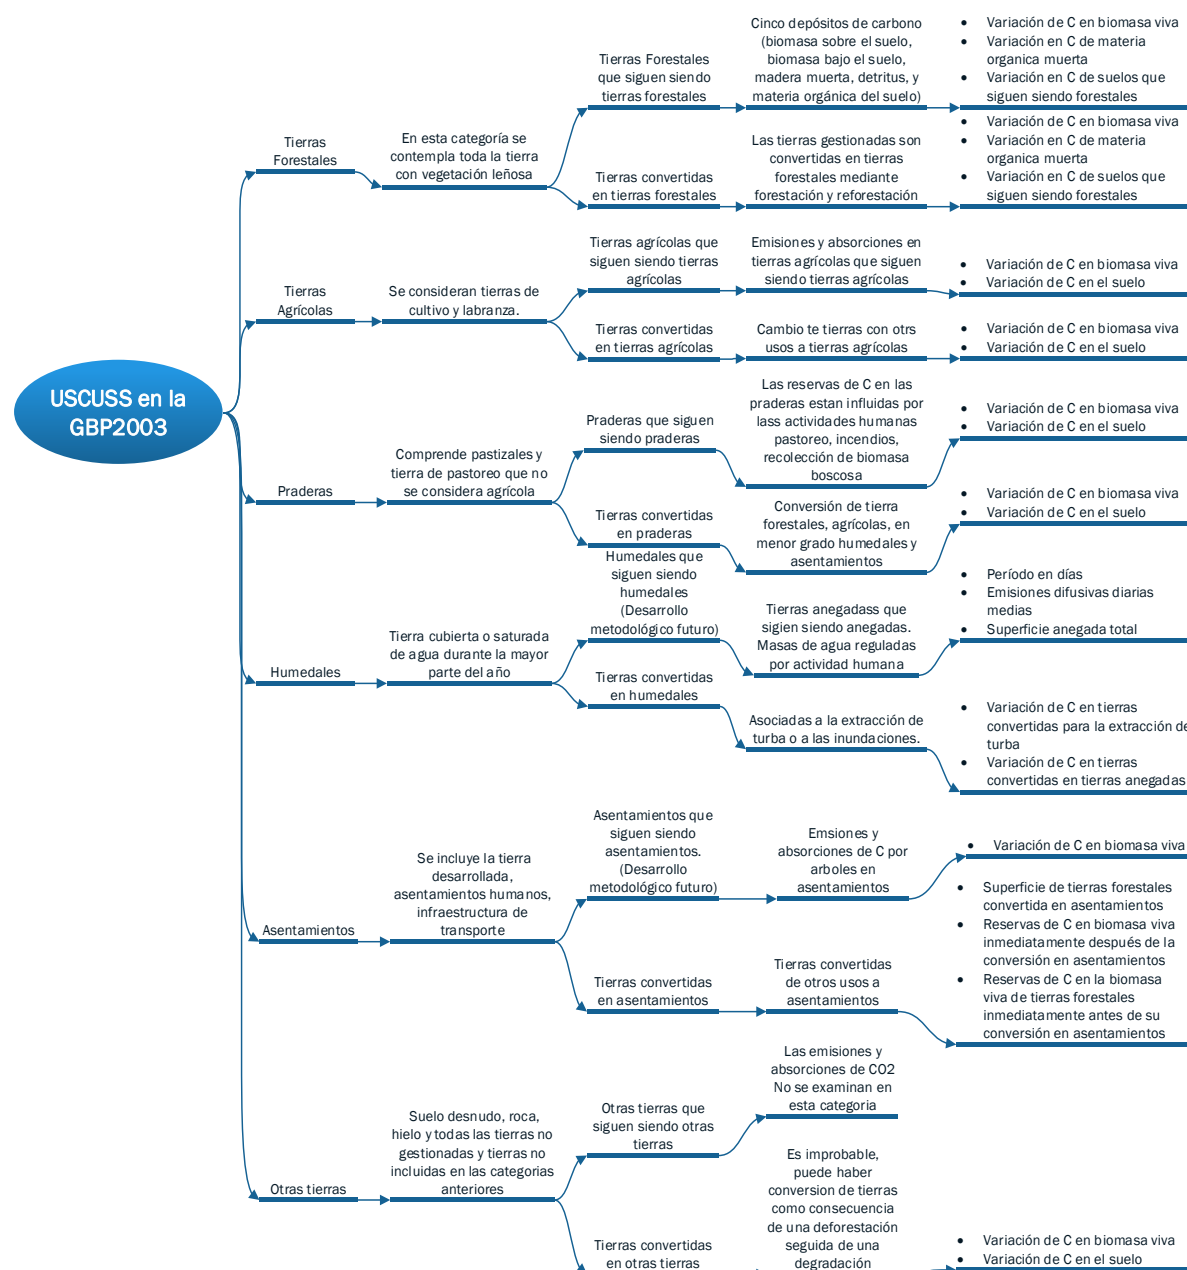 USCUSS en la
GBP2003
Tierras
Forestales
En esta categoría se
contempla toda la tierra
con vegetación leñosa
Tierras Forestales
que siguen siendo
tierras forestales
Cinco depósitos de carbono
(biomasa sobre el suelo,
biomasa bajo el suelo,
madera muerta, detritus, y
materia orgánica del suelo)
• Variación de C en biomasa viva
• Variación en C de materia
organica muerta
• Variación en C de suelos que
siguen siendo forestales
Tierras convertidas
en tierras forestales
Las tierras gestionadas son
convertidas en tierras
forestales mediante
forestación y reforestación
• Variación de C en biomasa viva
• Variación en C de materia
organica muerta
• Variación en C de suelos que
siguen siendo forestales
Tierras
Agrícolas
Se consideran tierras de
cultivo y labranza.
Tierras agrícolas que
siguen siendo tierras
agrícolas
Emisiones y absorciones en
tierras agrícolas que siguen
siendo tierras agrícolas
• Variación de C en biomasa viva
• Variación de C en el suelo
Tierras convertidas
en tierras agrícolas
Cambio te tierras con otrs
usos a tierras agrícolas
• Variación de C en biomasa viva
• Variación de C en el suelo
Praderas
Comprende pastizales y
tierra de pastoreo que no
se considera agrícola
Praderas que siguen
siendo praderas
Las reservas de C en las
praderas estan influidas por
lass actividades humanas
pastoreo, incendios,
recolección de biomasa
boscosa
• Variación de C en biomasa viva
• Variación de C en el suelo
Tierras convertidas
en praderas
Conversión de tierra
forestales, agrícolas, en
menor grado humedales y
asentamientos
• Variación de C en biomasa viva
• Variación de C en el suelo
Humedales
Tierra cubierta o saturada
de agua durante la mayor
parte del año
Humedales que
siguen siendo
humedales
(Desarrollo
metodológico futuro)
Tierras anegadass que
sigien siendo anegadas.
Masas de agua reguladas
por actividad humana
• Período en días
• Emisiones difusivas diarias
medias
• Superficie anegada total
Tierras convertidas
en humedales
Asociadas a la extracción de
turba o a las inundaciones.
• Variación de C en tierras
convertidas para la extracción de
turba
• Variación de C en tierras
convertidas en tierras anegadas
Asentamientos
Se incluye la tierra
desarrollada,
asentamientos humanos,
infraestructura de
transporte
Asentamientos que
siguen siendo
asentamientos.
(Desarrollo
metodológico futuro)
Emsiones y
absorciones de C por
arboles en
asentamientos
• Variación de C en biomasa viva
Tierras convertidas
en asentamientos
Tierras convertidas
de otros usos a
asentamientos
• Superficie de tierras forestales
convertida en asentamientos
• Reservas de C en biomasa viva
inmediatamente después de la
conversión en asentamientos
• Reservas de C en la biomasa
viva de tierras forestales
inmediatamente antes de su
conversión en asentamientos
Otras tierras
Suelo desnudo, roca,
hielo y todas las tierras no
gestionadas y tierras no
incluidas en las categorias
anteriores
Otras tierras que
siguen siendo otras
tierras
Las emisiones y
absorciones de CO2
No se examinan en
esta categoria
Tierras convertidas
en otras tierras
Es improbable,
puede haber
conversion de tierras
como consecuencia
de una deforestación
seguida de una
degradación
• Variación de C en biomasa viva
• Variación de C en el suelo